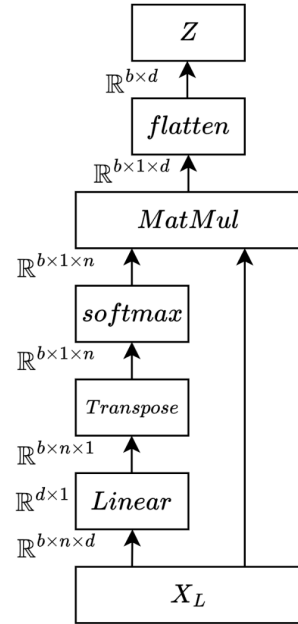 Z
ℝ^{b×d}
flatten
ℝ^{b×1×d}
MatMul
ℝ^{b×1×n}
softmax
ℝ^{b×1×n}
Transpose
ℝ^{b×n×1}
ℝ^{d×1} Linear
ℝ^{b×n×d}
X_L